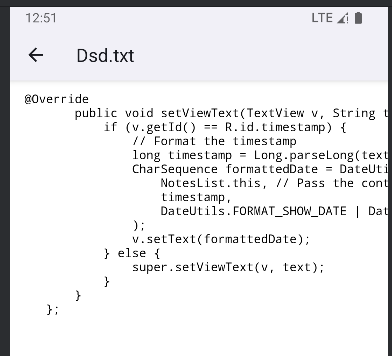 12:51 LTE
Dsd.txt
@Override
public void setViewText(TextView v, String t
if (v.getId() == R.id.timestamp) {
// Format the timestamp
long timestamp = Long.parseLong(text
CharSequence formattedDate = DateUti
NotesList.this, // Pass the cont
timestamp,
DateUtils.FORMAT_SHOW_DATE | Dat
);
v.setText(formattedDate);
} else {
super.setViewText(v, text);
}
}
};